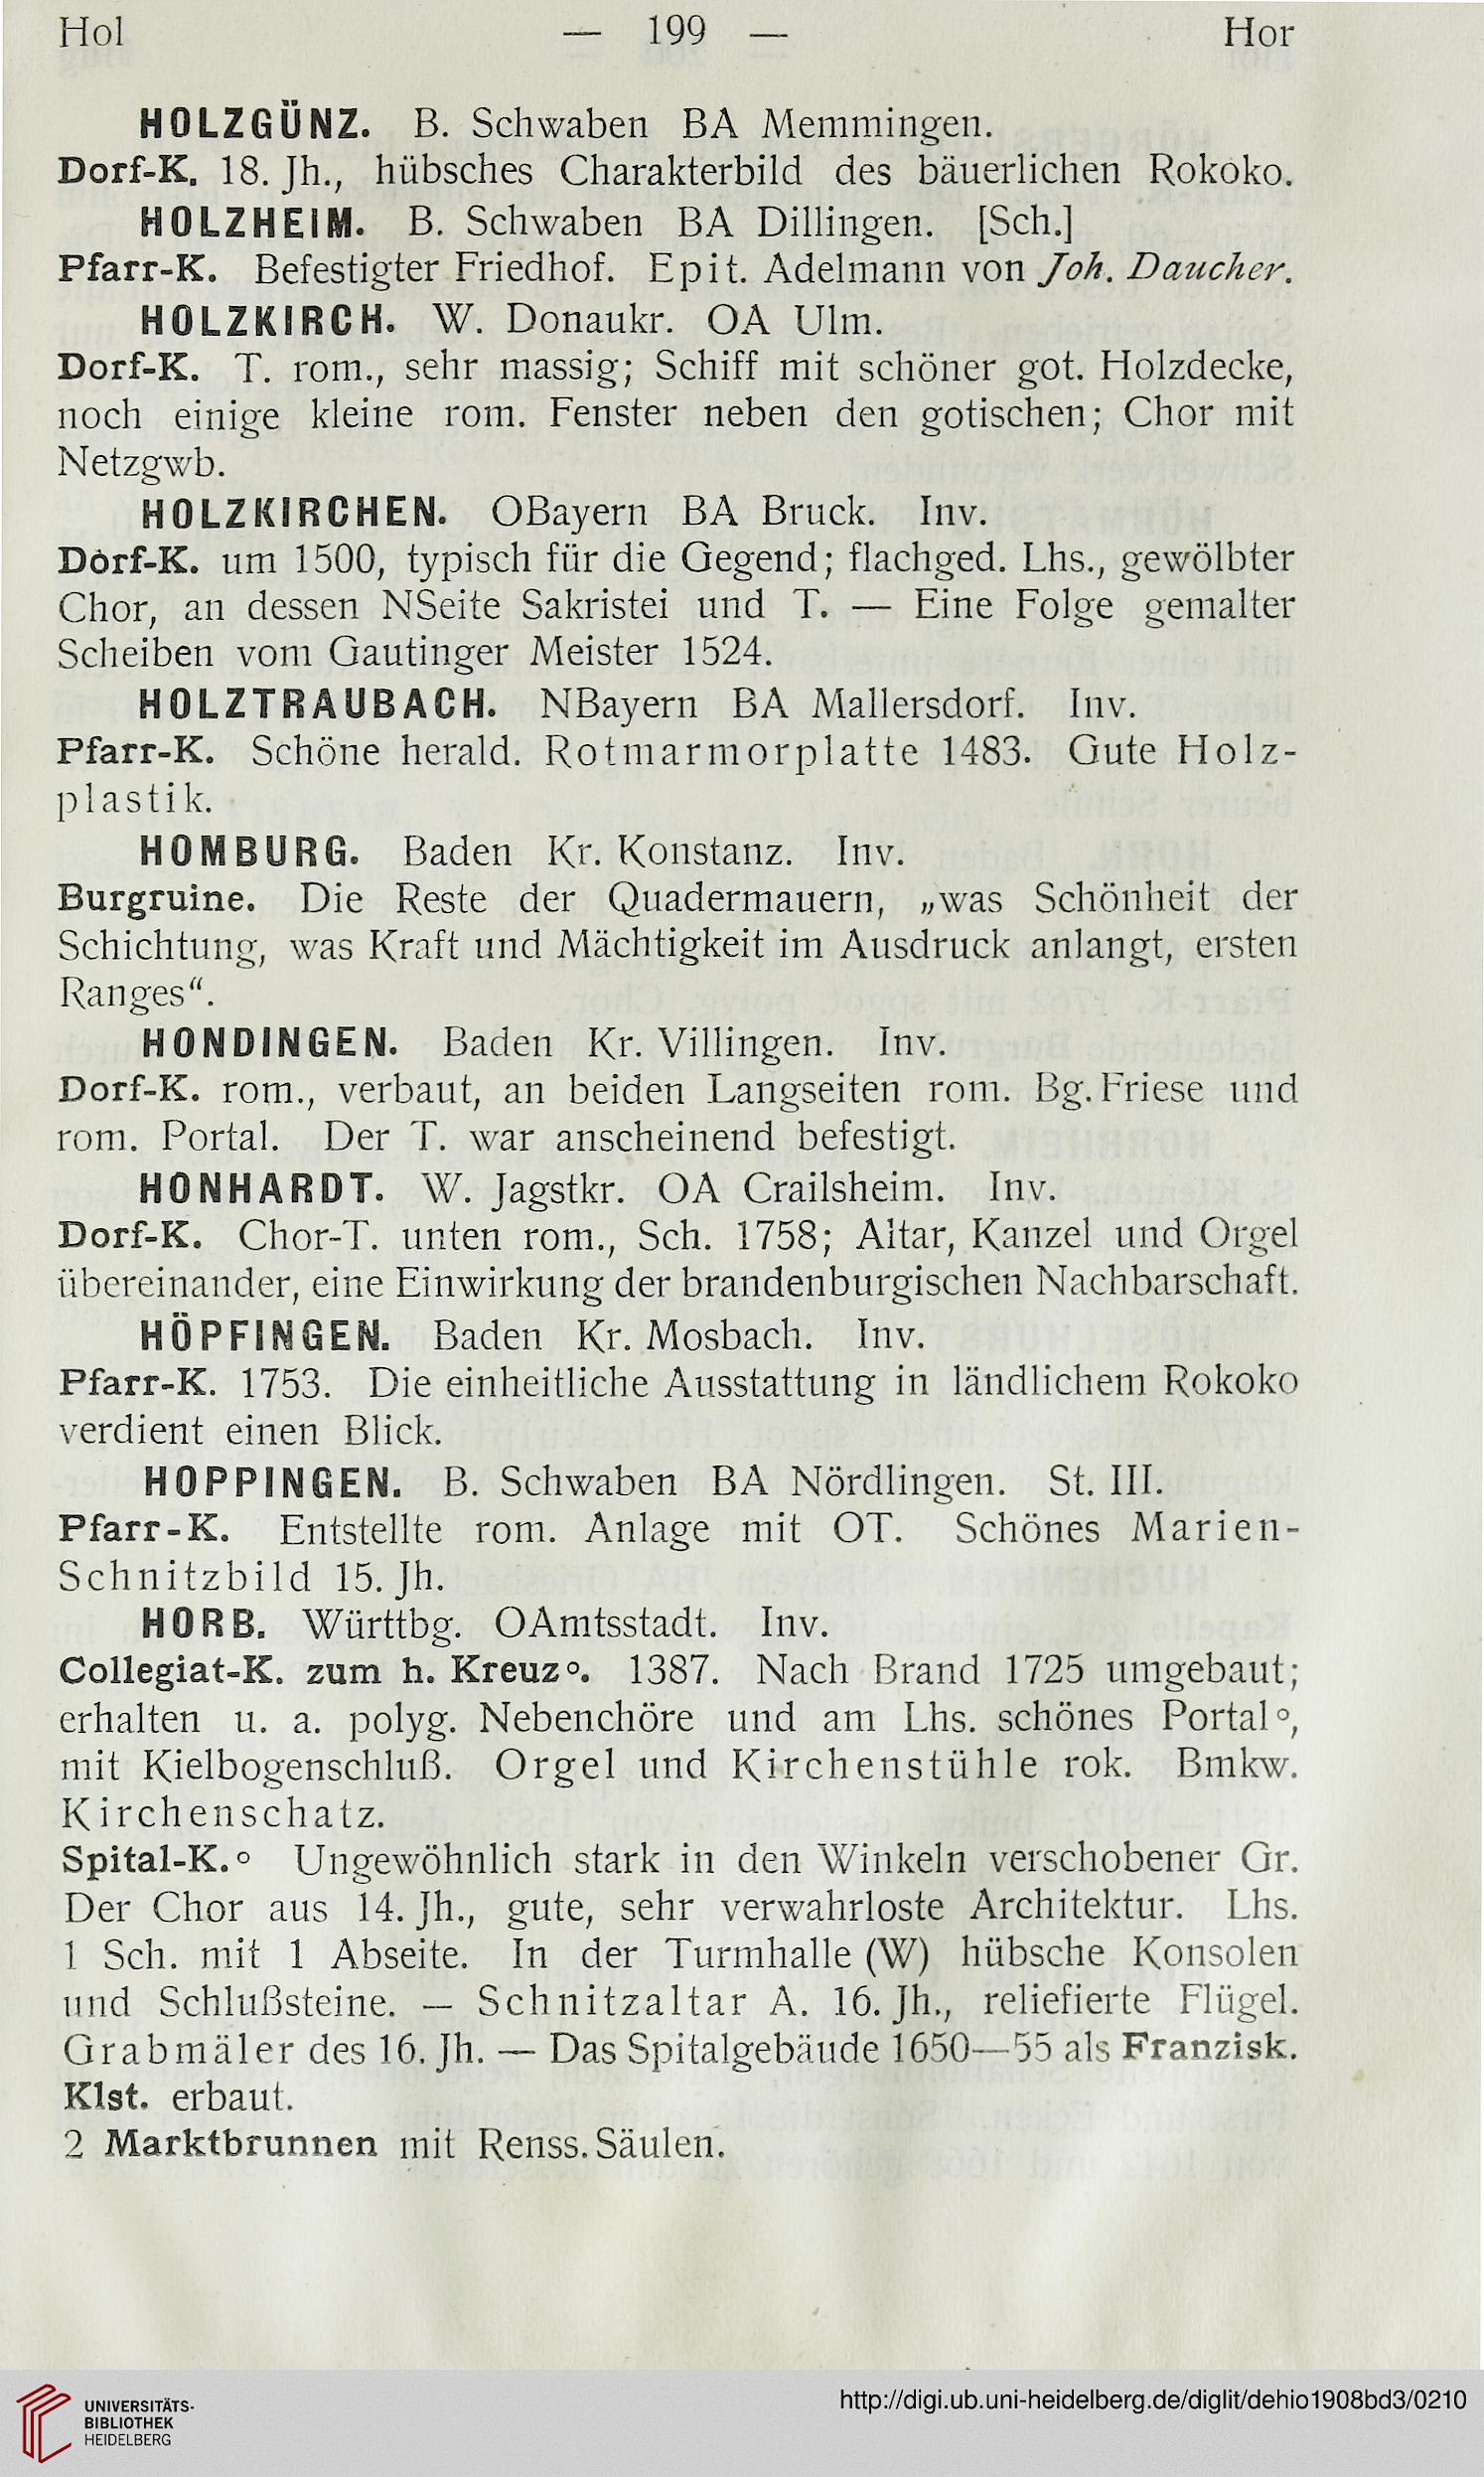 Hol — 199 — Hor
HOLZGÜNZ. B. Schwaben BA Memmingen.
Dorf-K. 18. Jh., hübsches Charakterbild des bäuerlichen Rokoko.
HOLZHEIM. B. Schwaben BA Dillingen. [Sch.]
Pfarr-K. Befestigter Friedhof. Epit. Adelmann von Joh. Daucher.
HOLZKIRCH. W. Donaukr. OA Ulm.
Dorf-K. T. rom., sehr massig; Schiff mit schöner got. Holzdecke,
noch einige kleine rom. Fenster neben den gotischen; Chor mit
Netzgwb.
HOLZKIRCHEN. OBayern BA Bruck. Inv.
Dorf-K. um 1500, typisch für die Gegend; flachged. Lhs., gewölbter
Chor, an dessen NSeite Sakristei und T. — Eine Folge gemalter
Scheiben vom Gautinger Meister 1524.
HOLZTRAUBACH. NBayern BA Mallersdorf. Inv.
Pfarr-K. Schöne herald. Rotmarmorplatte 1483. Gute Holz-
plastik.
HOMBURG. Baden Kr. Konstanz. Inv.
Burgruine. Die Reste der Quadermauern, „was Schönheit der
Schichtung, was Kraft und Mächtigkeit im Ausdruck anlangt, ersten
Ranges“.
HONDINGEN. Baden Kr. Villingen. Inv.
Dorf-K. rom., verbaut, an beiden Langseiten rom. Bg.Friese und
rom. Portal. Der T. war anscheinend befestigt.
HONHARDT. W. Jagstkr. OA Crailsheim. Inv.
Dorf-K. Chor-T. unten rom., Sch. 1758; Altar, Kanzel und Orgel
übereinander, eine Einwirkung der brandenburgischen Nachbarschaft.
HÖPFINGEN. Baden Kr. Mosbach. Inv.
Pfarr-K. 1753. Die einheitliche Ausstattung in ländlichem Rokoko
verdient einen Blick.
HOPPINGEN. B. Schwaben BA Nördlingen. St. III.
Pfarr-K. Entstellte rom. Anlage mit OT. Schönes Marien-
Schnitzbild 15. Jh.
HORB. Württbg. OAmtsstadt. Inv.
Collegiat-K. zum h. Kreuz°. 1387. Nach Brand 1725 umgebaut;
erhalten u. a. polyg. Nebenchöre und am Lhs. schönes Portal°,
mit Kielbogenschluß. Orgel und Kirchenstühle rok. Bmkw.
Kirchenschatz.
Spital-K.° Ungewöhnlich stark in den Winkeln verschobener Gr.
Der Chor aus 14. Jh., gute, sehr verwahrloste Architektur. Lhs.
1 Sch. mit 1 Abseite. In der Turmhalle (W) hübsche Konsolen
und Schlußsteine. — Schnitzaltar A. 16. Jh., reliefierte Flügel.
Grabmäler des 16. Jh. — Das Spitalgebäude 1650—55 als Franzisk.
Klst. erbaut.
2 Marktbrunnen mit Renss.Säulen.
UNIVERSITÄTS-
BIBLIOTHEK
HEIDELBERG
http://digi.ub.uni-heidelberg.de/diglit/dehio1908bd3/0210